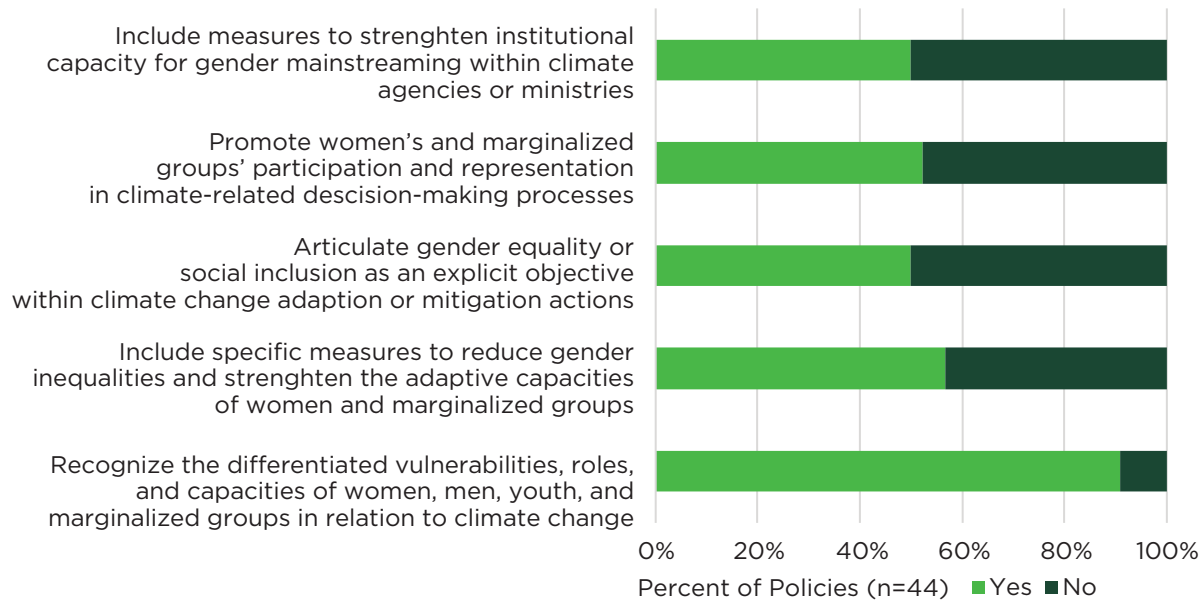 Include measures to strenghten institutional
capacity for gender mainstreaming within climate
agencies or ministries
Promote women's and marginalized
groups' participation and representation
in climate-related descision-making processes
Articulate gender equality or
social inclusion as an explicit objective
within climate change adaption or mitigation actions
Include specific measures to reduce gender
inequalities and strenghten the adaptive capacities
of women and marginalized groups
Recognize the differentiated vulnerabilities, roles,
and capacities of women, men, youth, and
marginalized groups in relation to climate change
0% 20% 40% 60% 80% 100%
Percent of Policies (n=44) Yes No